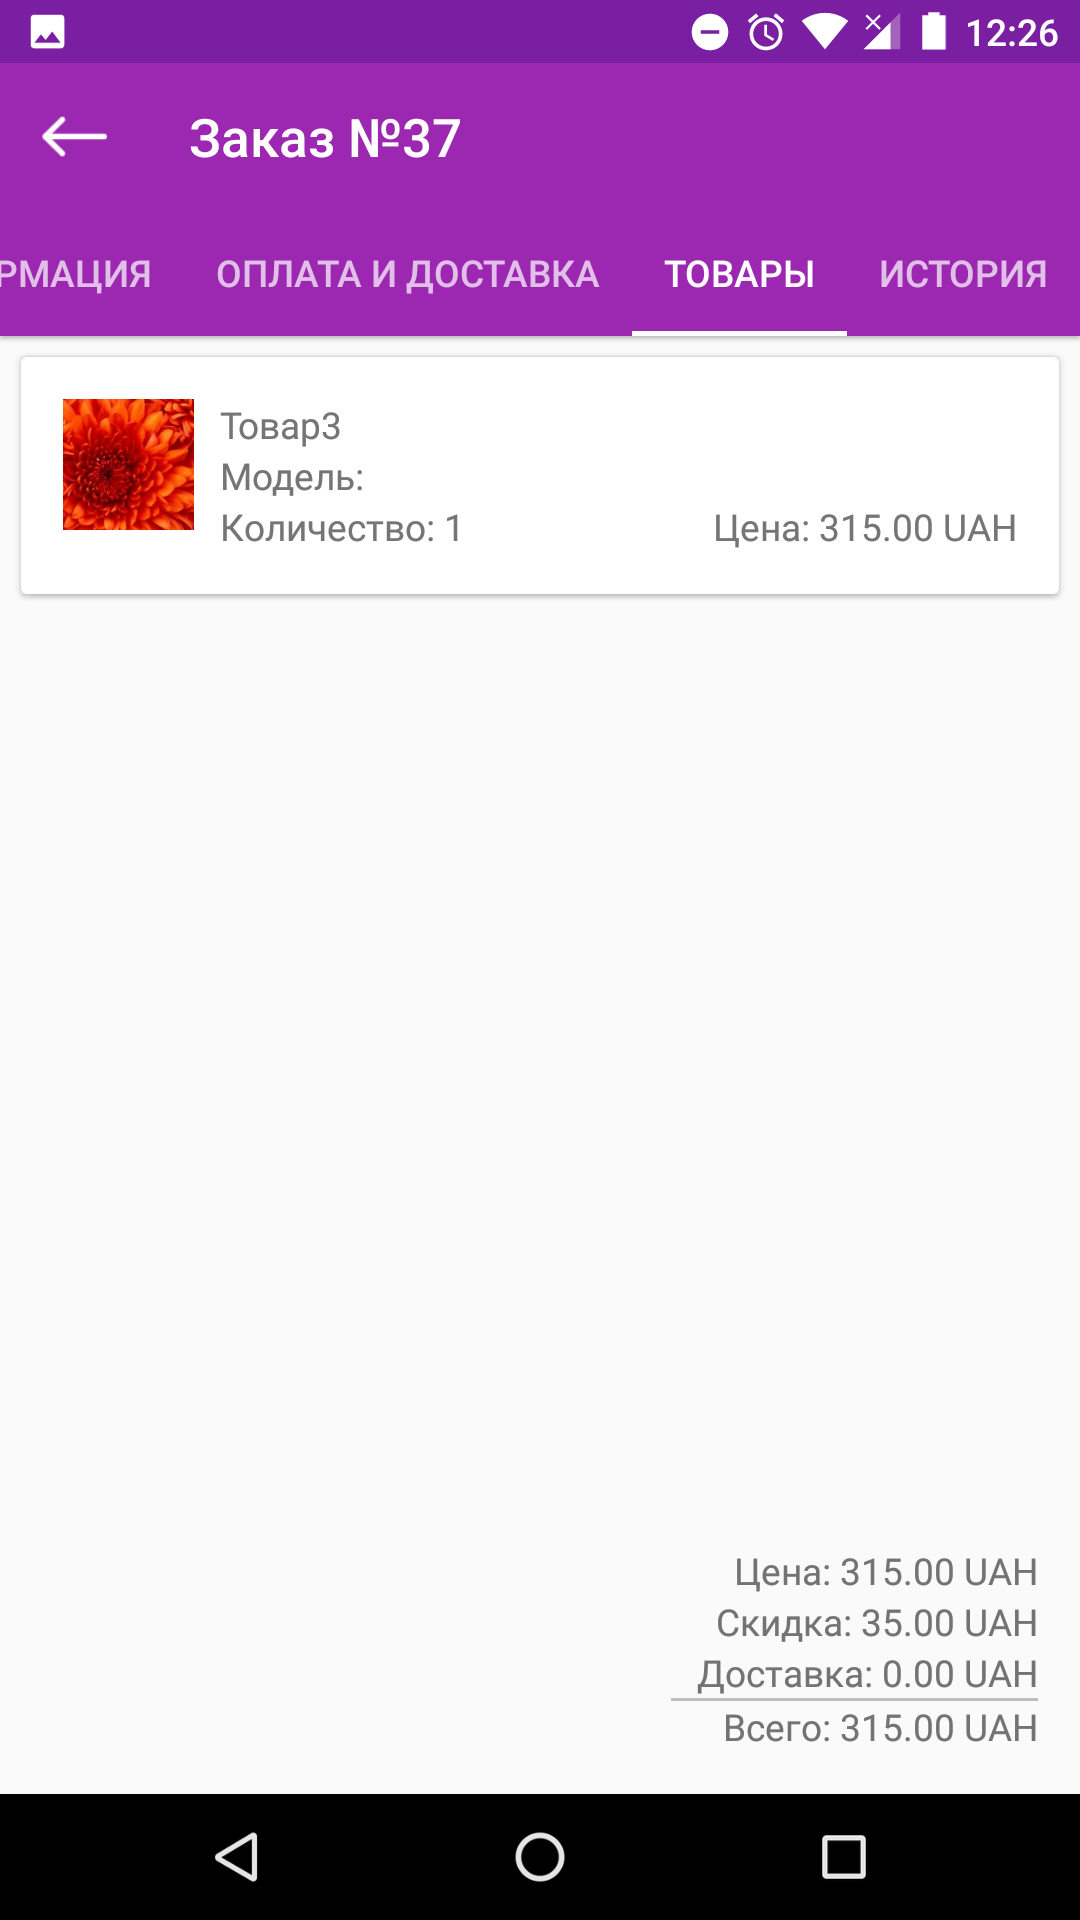 12:26
Заказ №37
РМАЦИЯ ОПЛАТА И ДОСТАВКА ТОВАРЫ ИСТОРИЯ
Товар3
Модель:
Количество: 1 Цена: 315.00 UAH
Цена: 315.00 UAH
Скидка: 35.00 UAH
Доставка: 0.00 UAH
Всего: 315.00 UAH